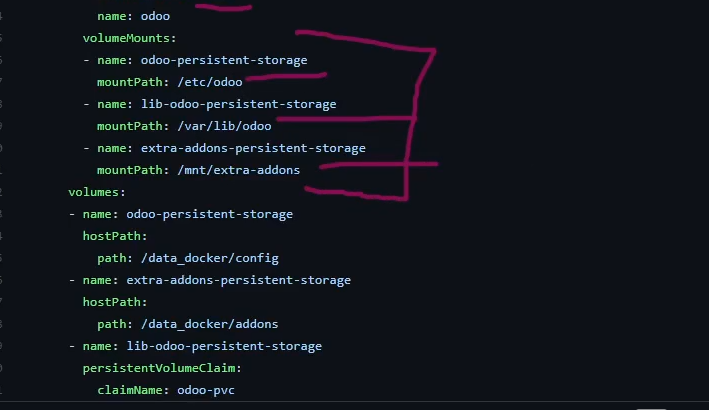 name: odoo
volumeMounts:
- name: odoo-persistent-storage
mountPath: /etc/odoo
- name: lib-odoo-persistent-storage
mountPath: /var/lib/odoo
- name: extra-addons-persistent-storage
mountPath: /mnt/extra-addons
volumes:
- name: odoo-persistent-storage
hostPath:
path: /data_docker/config
- name: extra-addons-persistent-storage
hostPath:
path: /data_docker/addons
- name: lib-odoo-persistent-storage
persistentVolumeClaim:
claimName: odoo-pvc